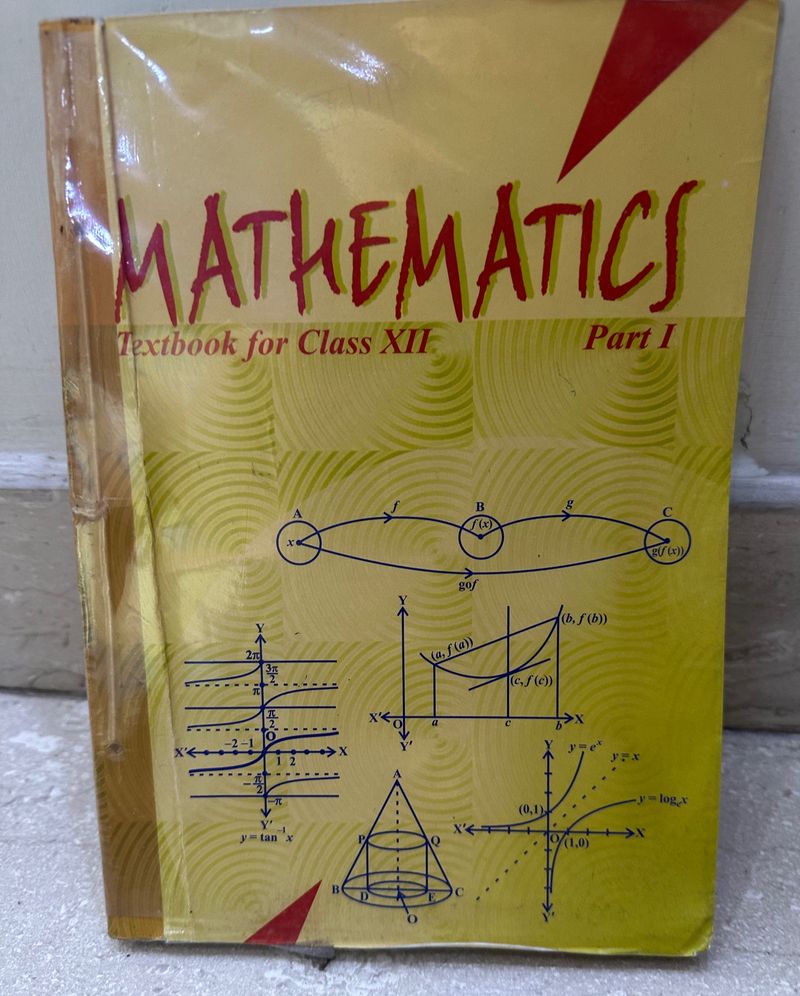 MATHEMATICS
Textbook for Class XII Part I
A f B g C
x f(x) g(f(x))
gof
Y
(b, f(b))
(a, f(a))
(c, f(c))
X′ O a c b X
Y′
Y
2π
3π/2
π
π/2
O
X′ −2 −1 1 2 X
−π/2
−π
Y′
y = tan⁻¹ x
A
P Q
B D E C
O
Y y = eˣ
y = x
(0,1) y = logₑx
X′ O (1,0) X
Y′